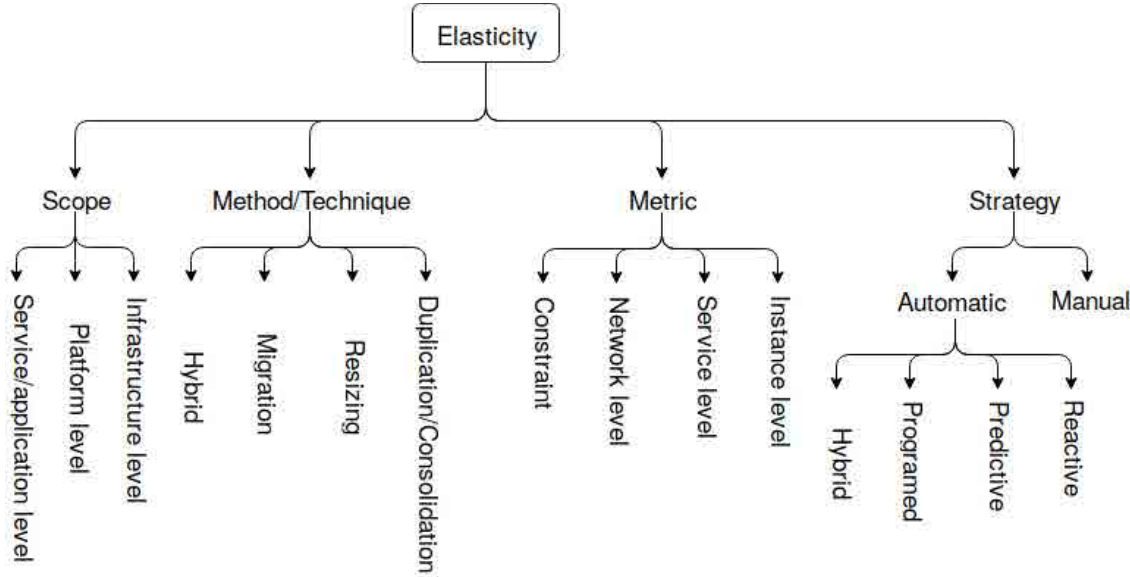 Elasticity
Scope
Method/Technique
Metric
Strategy
Service/application level
Platform level
Infrastructure level
Hybrid
Migration
Resizing
Duplication/Consolidation
Constraint
Network level
Service level
Instance level
Automatic
Manual
Hybrid
Programed
Predictive
Reactive